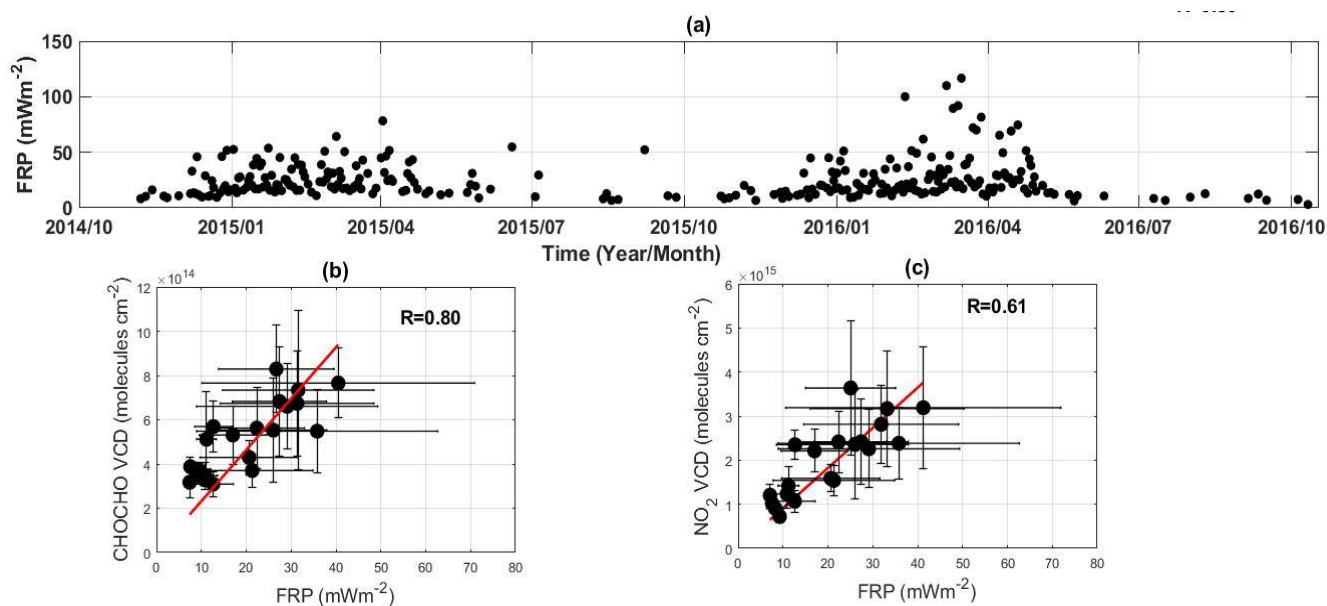 (a)
150
100
50
0
FRP (mWm⁻²)
2014/10 2015/01 2015/04 2015/07 2015/10 2016/01 2016/04 2016/07 2016/10
Time (Year/Month)
(b)
×10¹⁴
12
10
8
6
4
2
0
CHOCHO VCD (molecules cm⁻²)
R=0.80
0 10 20 30 40 50 60 70 80
FRP (mWm⁻²)
(c)
×10¹⁵
6
5
4
3
2
1
0
NO₂ VCD (molecules cm⁻²)
R=0.61
0 10 20 30 40 50 60 70 80
FRP (mWm⁻²)